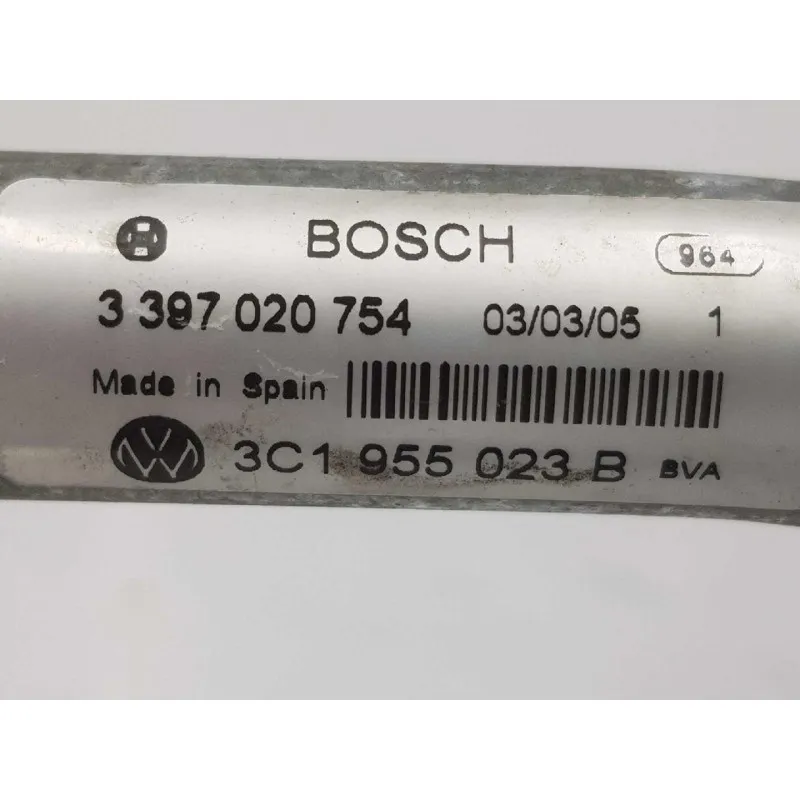 BOSCH 964
3 397 020 754 03/03/05 1
Made in Spain
3C1 955 023 B BVA